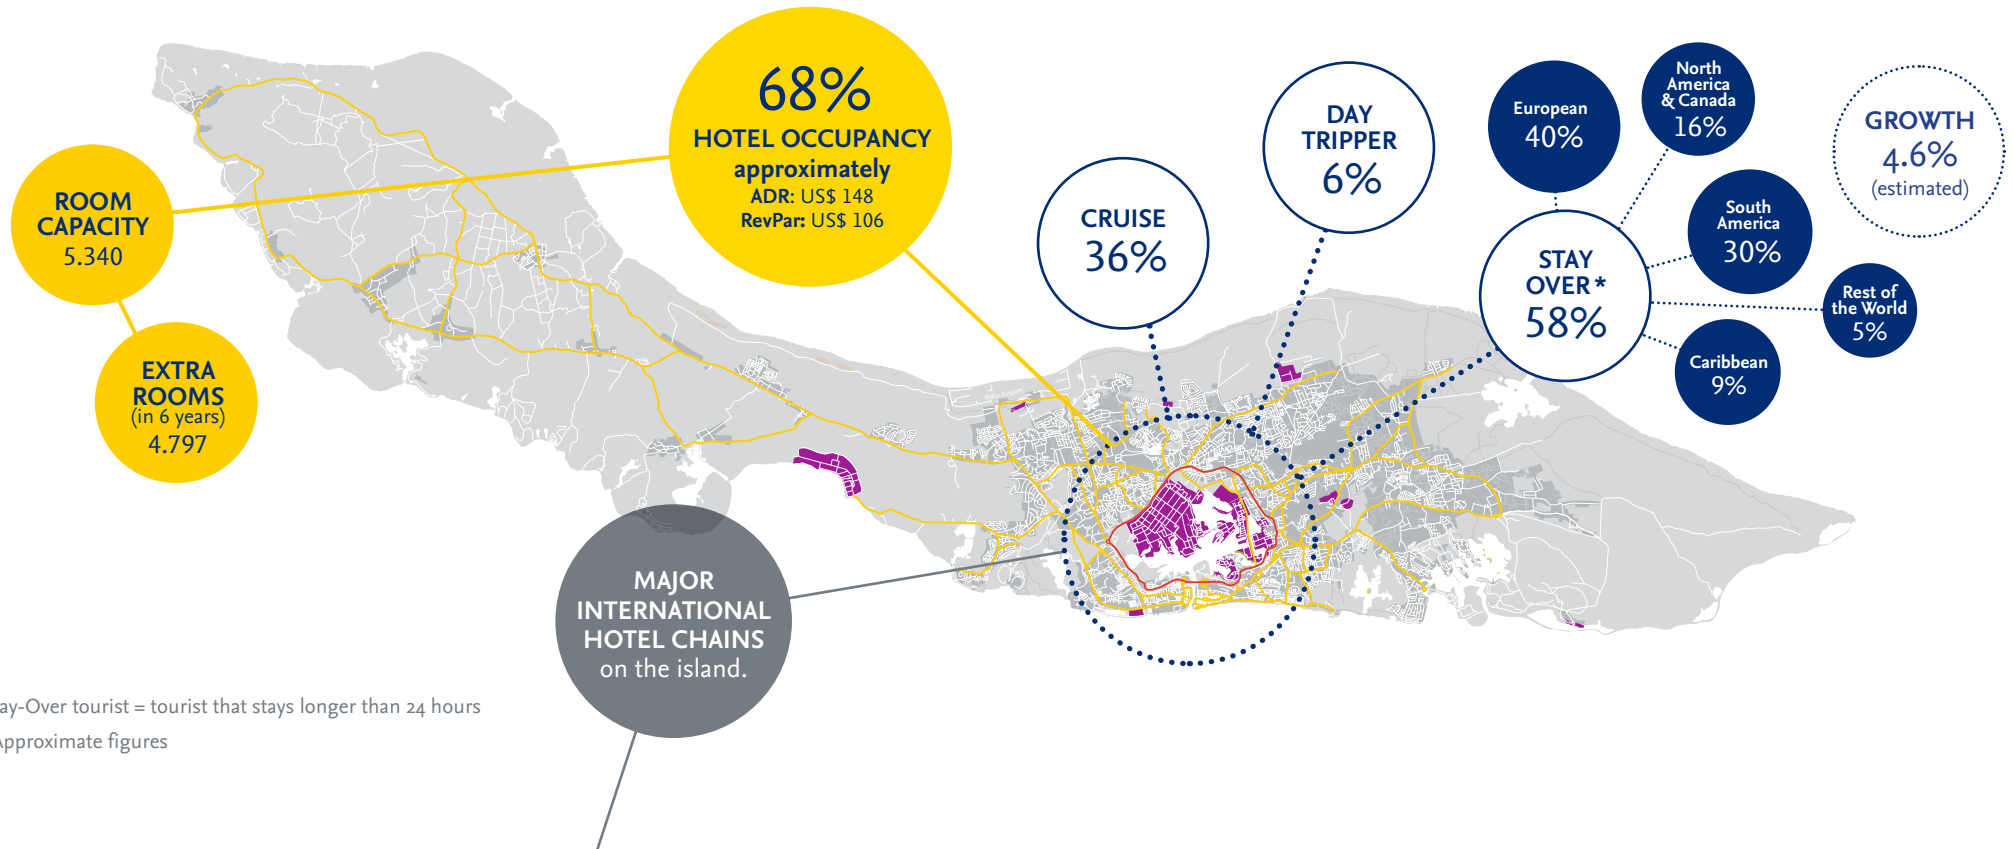 68%
HOTEL OCCUPANCY
approximately
ADR: US$ 148
RevPar: US$ 106
ROOM
CAPACITY
5.340
EXTRA
ROOMS
(in 6 years)
4.797
CRUISE
36%
DAY
TRIPPER
6%
European
40%
North
America
& Canada
16%
South
America
30%
Rest of
the World
5%
Caribbean
9%
STAY
OVER*
58%
GROWTH
4.6%
(estimated)
MAJOR
INTERNATIONAL
HOTEL CHAINS
on the island.
ay-Over tourist = tourist that stays longer than 24 hours
Approximate figures